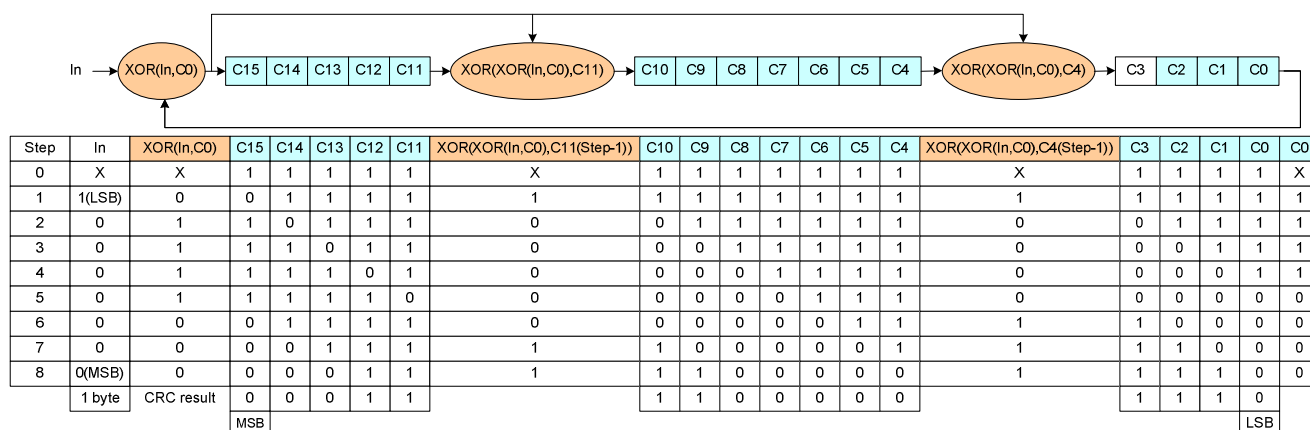 In XOR(In,C0) C15 C14 C13 C12 C11 XOR(XOR(In,C0),C11) C10 C9 C8 C7 C6 C5 C4 XOR(XOR(In,C0),C4) C3 C2 C1 C0
Step In XOR(In,C0) C15 C14 C13 C12 C11 XOR(XOR(In,C0),C11(Step-1)) C10 C9 C8 C7 C6 C5 C4 XOR(XOR(In,C0),C4(Step-1)) C3 C2 C1 C0 C0
0 X X 1 1 1 1 1 X 1 1 1 1 1 1 1 X 1 1 1 1 X
1 1(LSB) 0 0 1 1 1 1 1 1 1 1 1 1 1 1 1 1 1 1 1 1
2 0 1 1 0 1 1 1 0 0 1 1 1 1 1 1 0 0 1 1 1 1
3 0 1 1 1 0 1 1 0 0 0 1 1 1 1 1 0 0 0 1 1 1
4 0 1 1 1 1 0 1 0 0 0 0 1 1 1 1 0 0 0 0 1 1
5 0 1 1 1 1 1 0 0 0 0 0 0 1 1 1 0 0 0 0 0 0
6 0 0 0 1 1 1 1 0 0 0 0 0 0 1 1 1 1 0 0 0 0
7 0 0 0 0 1 1 1 1 1 0 0 0 0 0 1 1 1 1 0 0 0
8 0(MSB) 0 0 0 0 1 1 1 1 1 0 0 0 0 0 1 1 1 1 0 0
1 byte CRC result 0 0 0 1 1 1 1 0 0 0 0 0 1 1 1 0
MSB LSB